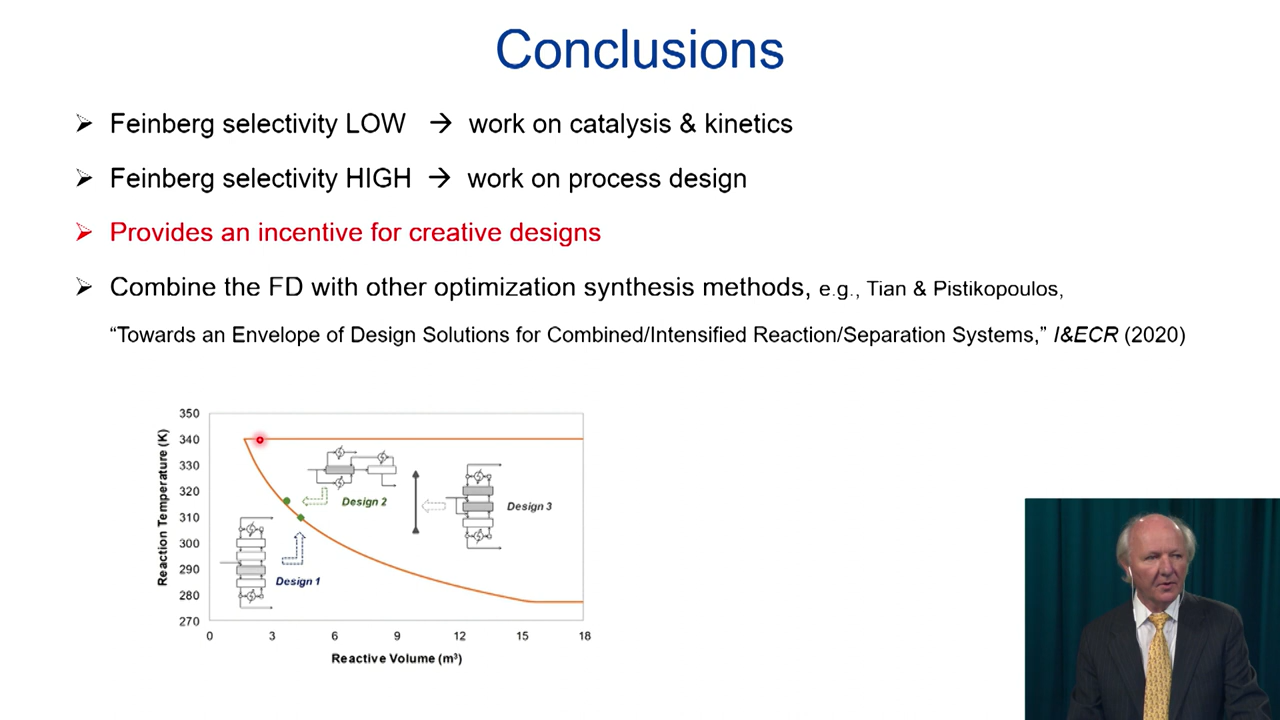 Conclusions
Feinberg selectivity LOW → work on catalysis & kinetics
Feinberg selectivity HIGH → work on process design
Provides an incentive for creative designs
Combine the FD with other optimization synthesis methods, e.g., Tian & Pistikopoulos,
“Towards an Envelope of Design Solutions for Combined/Intensified Reaction/Separation Systems,” I&ECR (2020)
350
340
330
320
310
300
290
280
270
Reaction Temperature (K)
Design 2
Design 3
Design 1
0 3 6 9 12 15 18
Reactive Volume (m³)